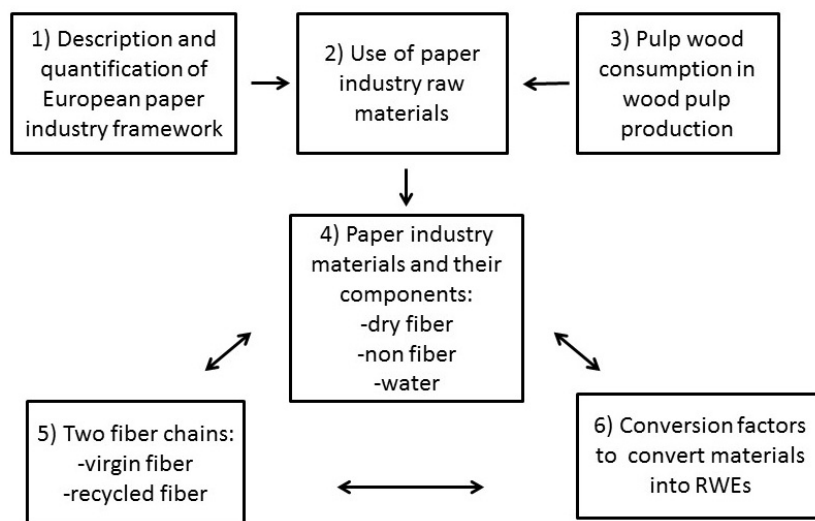 1) Description and
quantification of
European paper
industry framework
2) Use of paper
industry raw
materials
3) Pulp wood
consumption in
wood pulp
production
4) Paper industry
materials and their
components:
-dry fiber
-non fiber
-water
5) Two fiber chains:
-virgin fiber
-recycled fiber
6) Conversion factors
to convert materials
into RWEs